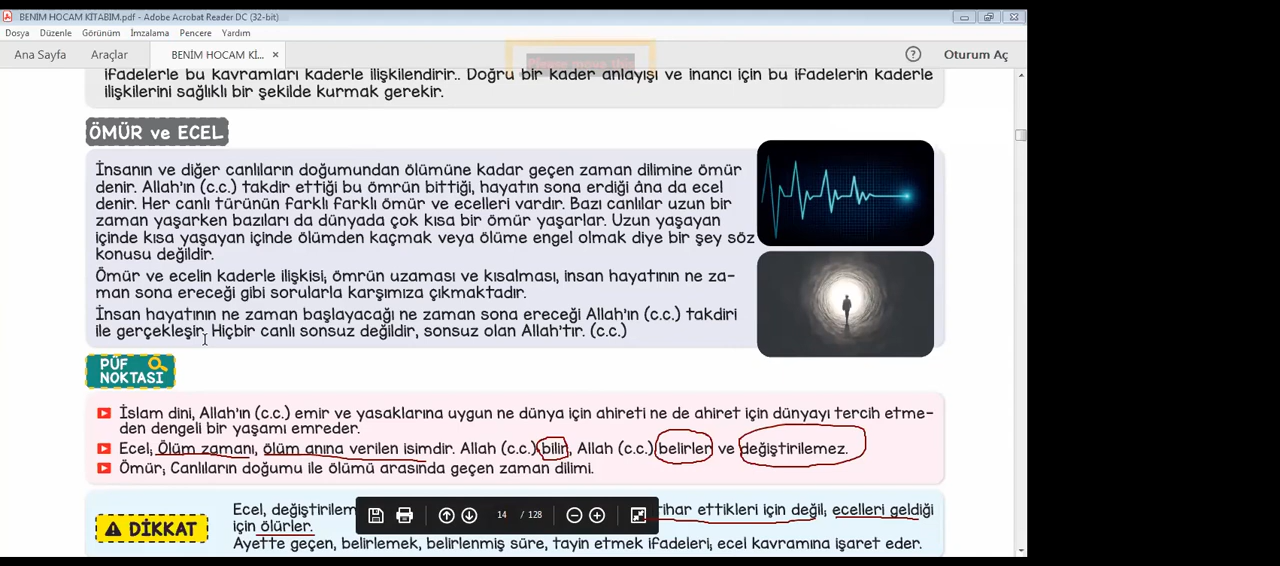 BENIM HOCAM KITABIM.pdf - Adobe Acrobat Reader DC (32-bit)
Dosya Düzenle Görünüm İmzalama Pencere Yardım
Ana Sayfa Araçlar BENİM HOCAM Kİ... × ? Oturum Aç
Please move this
ifadelerle bu kavramları kaderle ilişkilendirir.. Doğru bir kader anlayışı ve inancı için bu ifadelerin kaderle
ilişkilerini sağlıklı bir şekilde kurmak gerekir.
ÖMÜR ve ECEL
İnsanın ve diğer canlıların doğumundan ölümüne kadar geçen zaman dilimine ömür
denir. Allah'ın (c.c.) takdir ettiği bu ömrün bittiği, hayatın sona erdiği âna da ecel
denir. Her canlı türünün farklı farklı ömür ve ecelleri vardır. Bazı canlılar uzun bir
zaman yaşarken bazıları da dünyada çok kısa bir ömür yaşarlar. Uzun yaşayan
içinde kısa yaşayan içinde ölümden kaçmak veya ölüme engel olmak diye bir şey söz
konusu değildir.
Ömür ve ecelin kaderle ilişkisi; ömrün uzaması ve kısalması, insan hayatının ne za-
man sona ereceği gibi sorularla karşımıza çıkmaktadır.
İnsan hayatının ne zaman başlayacağı ne zaman sona ereceği Allah'ın (c.c.) takdiri
ile gerçekleşir. Hiçbir canlı sonsuz değildir, sonsuz olan Allah'tır. (c.c.)
PÜF
NOKTASI
İslam dini, Allah'ın (c.c.) emir ve yasaklarına uygun ne dünya için ahireti ne de ahiret için dünyayı tercih etme-
den dengeli bir yaşamı emreder.
Ecel; Ölüm zamanı, ölüm anına verilen isimdir. Allah (c.c.) bilir, Allah (c.c.) belirler ve değiştirilemez.
Ömür; Canlıların doğumu ile ölümü arasında geçen zaman dilimi.
DİKKAT
Ecel, değiştirilem tihar ettikleri için değil; ecelleri geldiği
için ölürler.
Ayette geçen, belirlemek, belirlenmiş süre, tayin etmek ifadeleri; ecel kavramına işaret eder.
14 / 128